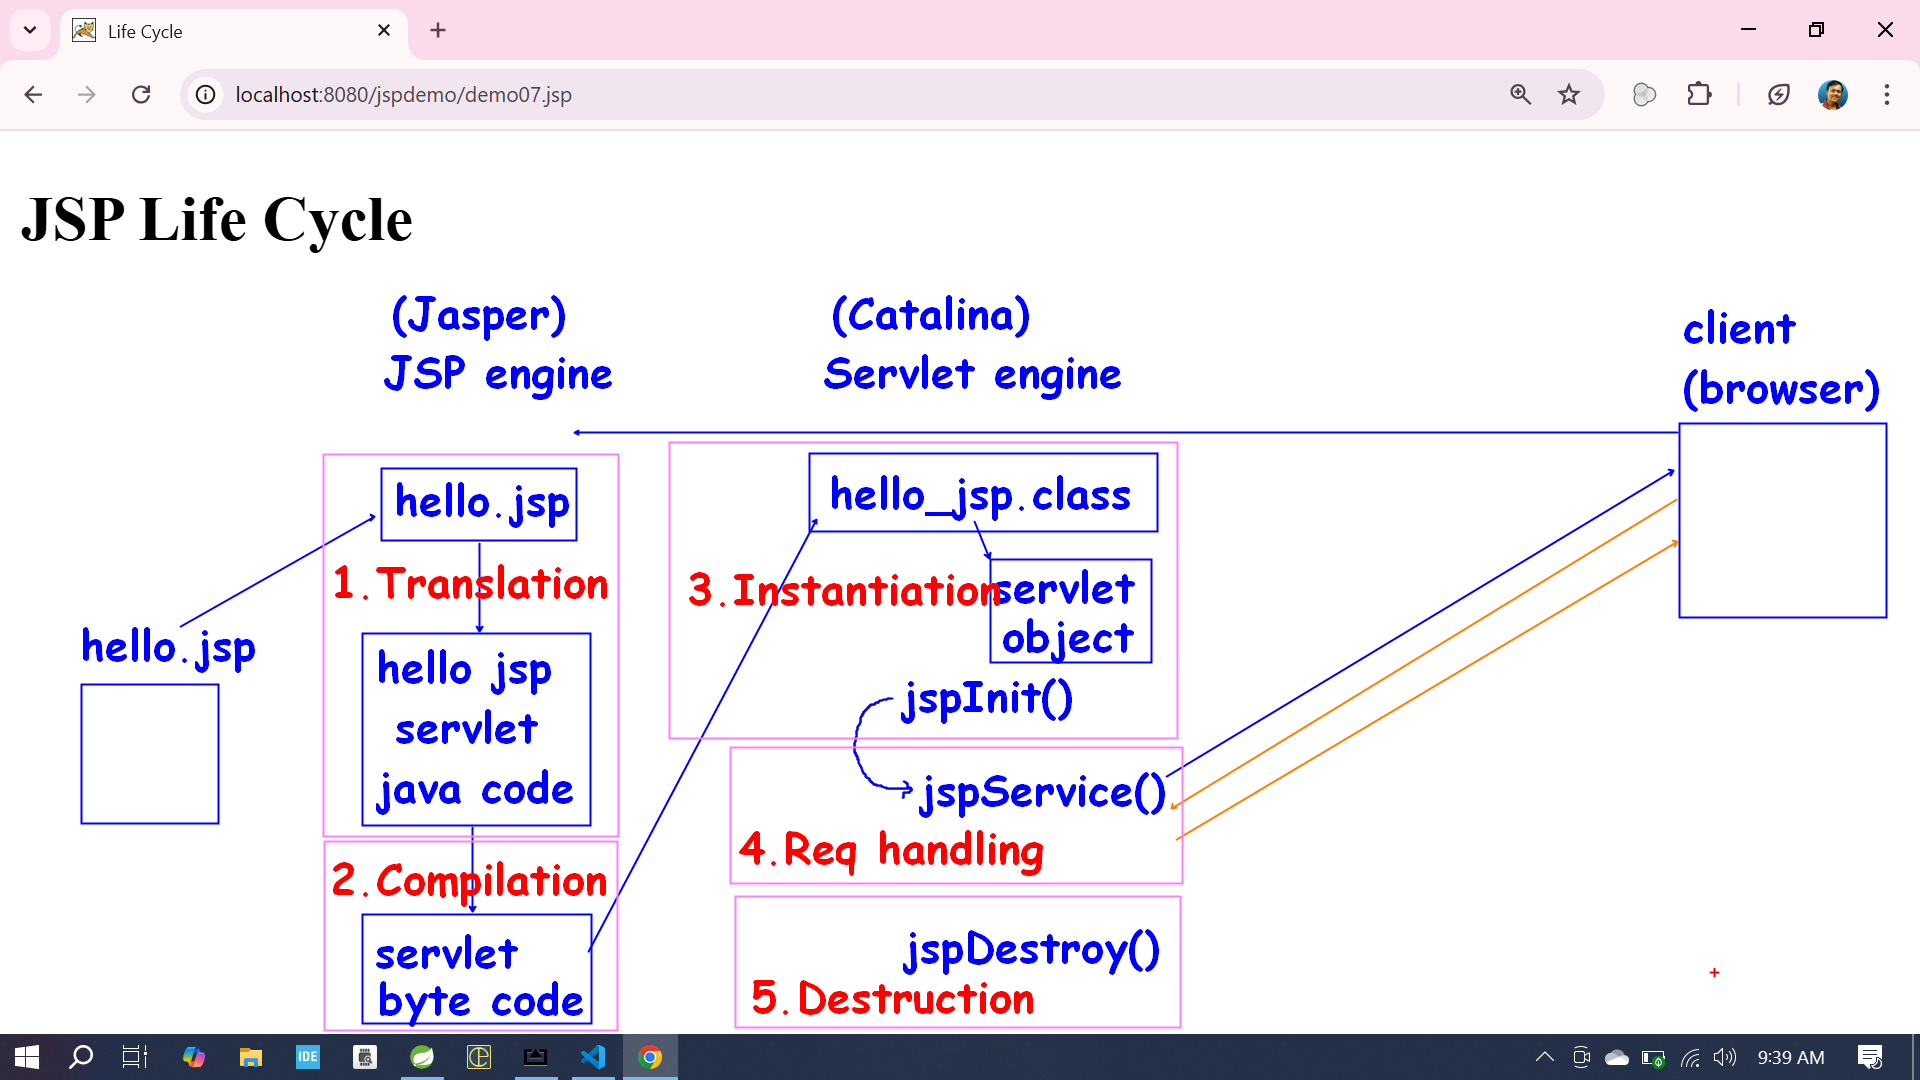 Life Cycle
localhost:8080/jspdemo/demo07.jsp
JSP Life Cycle
(Jasper)
JSP engine
(Catalina)
Servlet engine
client
(browser)
hello.jsp
hello.jsp
1.Translation
hello jsp
servlet
java code
2.Compilation
servlet
byte code
hello_jsp.class
3.Instantiation
servlet
object
jspInit()
jspService()
4.Req handling
jspDestroy()
5.Destruction
IDE
9:39 AM